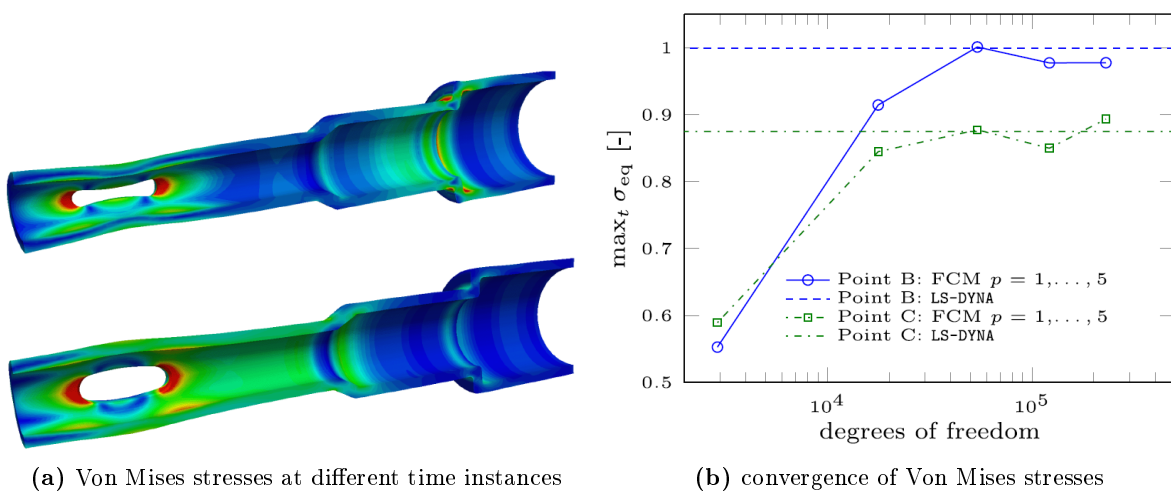 1
0.9
0.8
0.7
0.6
0.5
max_t σ_eq [-]
Point B: FCM p = 1, . . . , 5
Point B: LS-DYNA
Point C: FCM p = 1, . . . , 5
Point C: LS-DYNA
10^4
10^5
degrees of freedom
(a) Von Mises stresses at different time instances
(b) convergence of Von Mises stresses